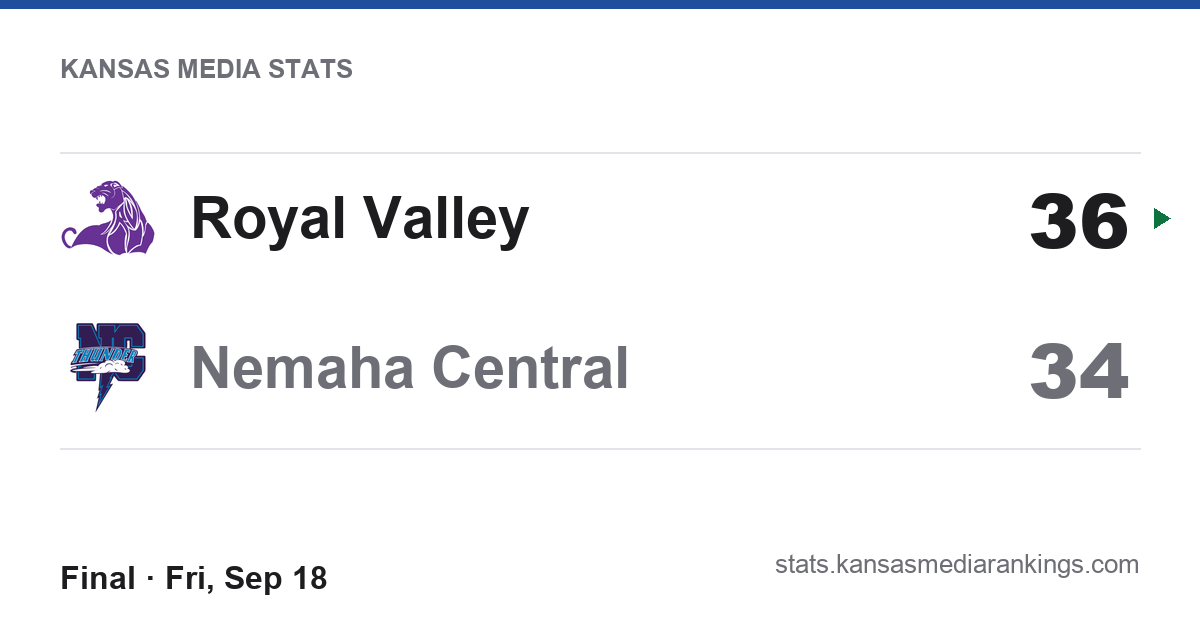 KANSAS MEDIA STATS
Royal Valley 36
NC
THUNDER
Nemaha Central 34
Final · Fri, Sep 18
stats.kansasmediarankings.com